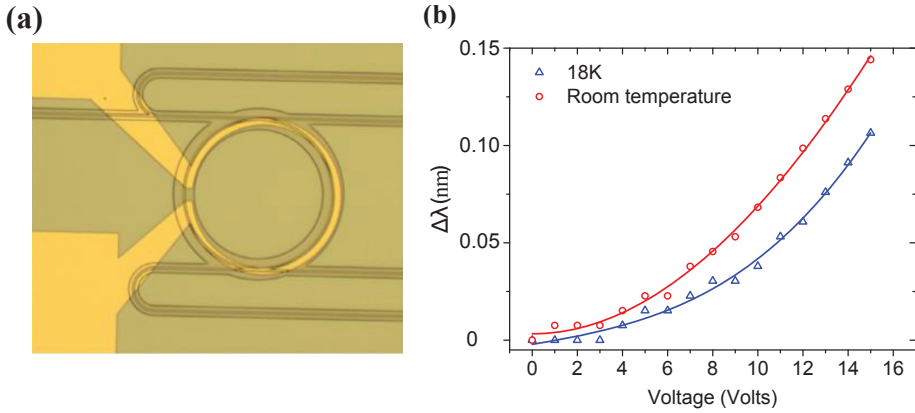 (a)
(b)
0.15
0.10
0.05
0
Δλ(nm)
18K
Room temperature
0 2 4 6 8 10 12 14 16
Voltage (Volts)